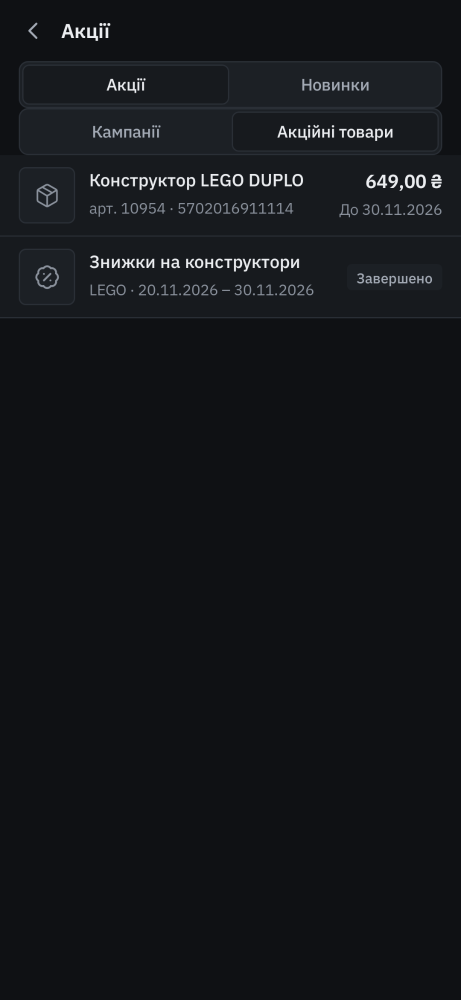 Акції
Акції
Новинки
Кампанії
Акційні товари
Конструктор LEGO DUPLO
649,00 ₴
арт. 10954 · 5702016911114
До 30.11.2026
Знижки на конструктори
LEGO · 20.11.2026 – 30.11.2026
Завершено